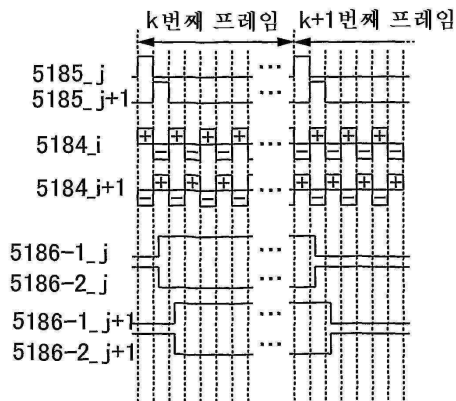 k번째 프레임 k+1번째 프레임
5185_j
5185_j+1
5184_i
+ + + + + + +
− − − − − − −
5184_j+1
+ + + + + +
− − − − − − −
5186-1_j
5186-2_j
5186-1_j+1
5186-2_j+1